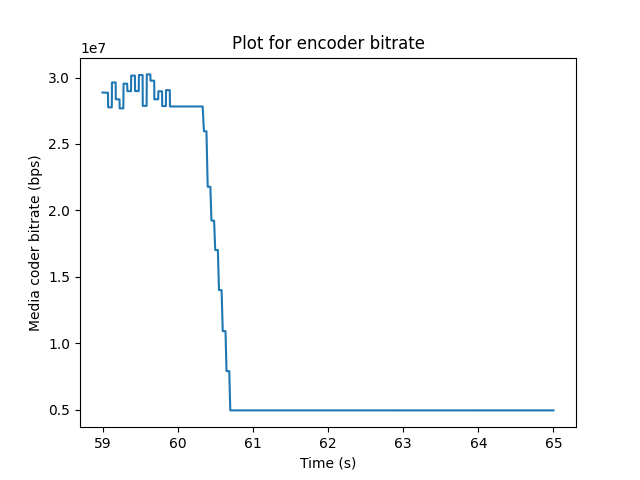 Plot for encoder bitrate
1e7
3.0
2.5
2.0
1.5
1.0
0.5
Media coder bitrate (bps)
59 60 61 62 63 64 65
Time (s)